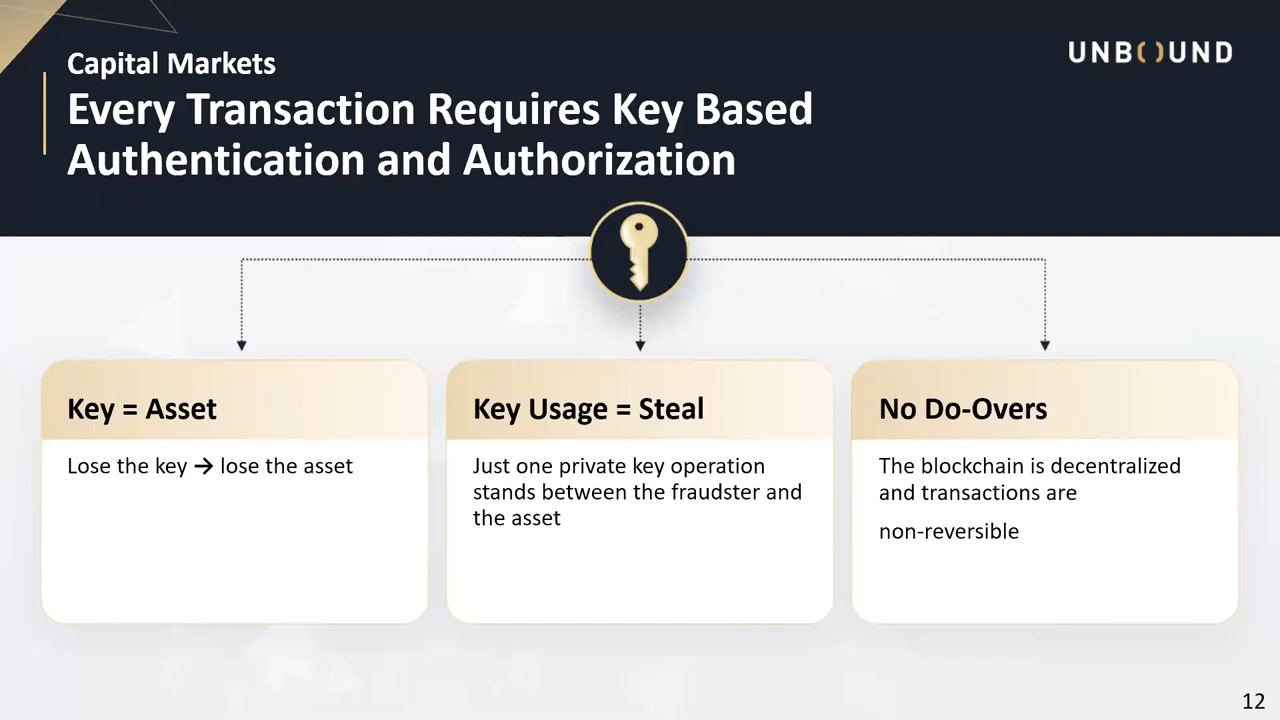 Capital Markets
UNBOUND
Every Transaction Requires Key Based
Authentication and Authorization
Key = Asset
Lose the key → lose the asset
Key Usage = Steal
Just one private key operation
stands between the fraudster and
the asset
No Do-Overs
The blockchain is decentralized
and transactions are
non-reversible
12